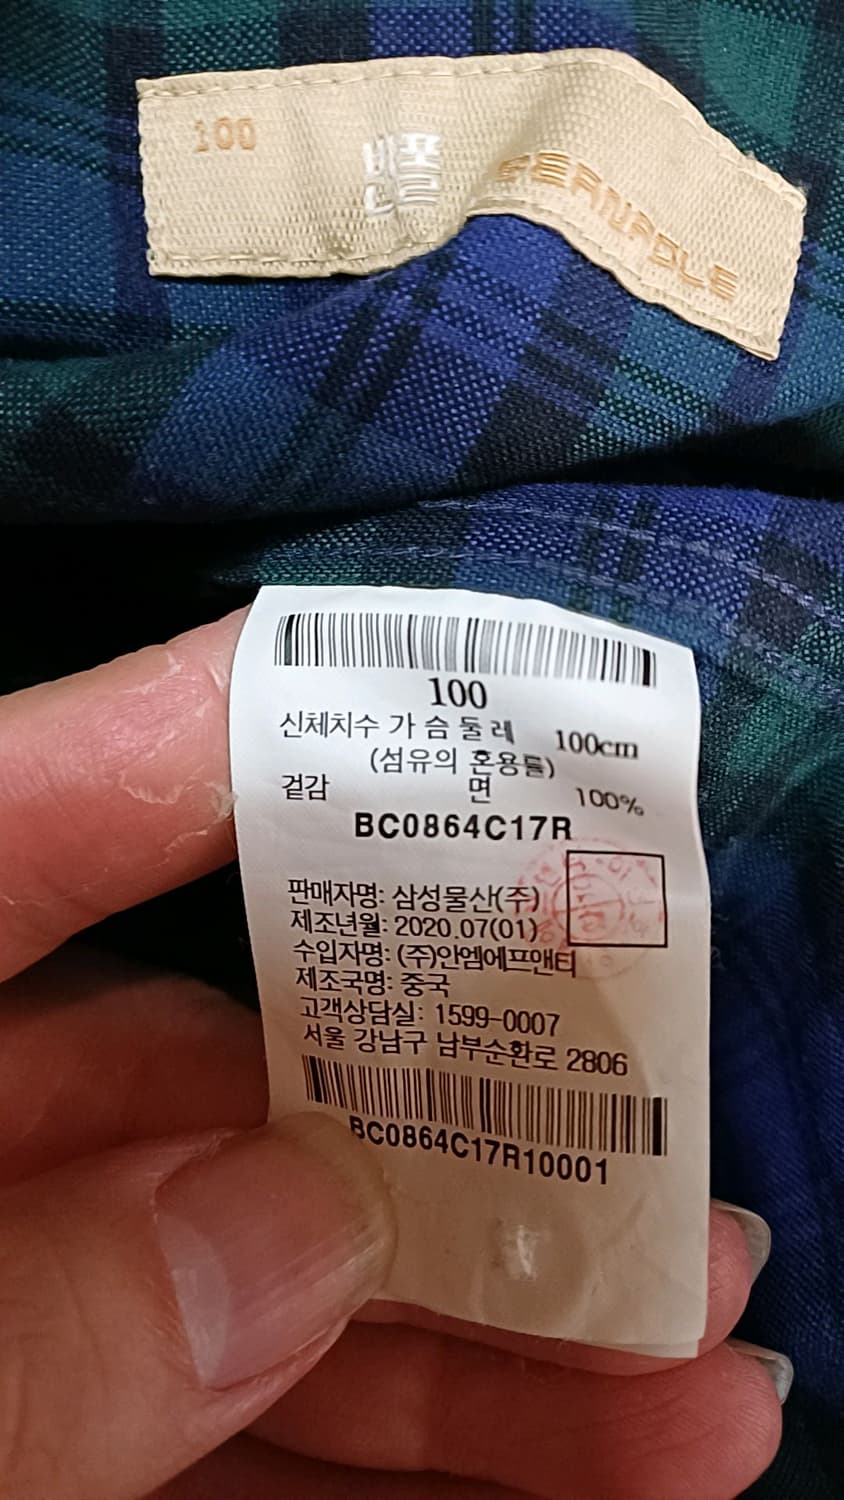 100
빈폴
BEANPOLE
100
신체치수 가 슴 둘 레 100cm
(섬유의 혼용률)
겉감 면 100%
BC0864C17R
판매자명: 삼성물산(주)
제조년월: 2020.07(01)
수입자명: (주)안엠에프앤티
제조국명: 중국
고객상담실: 1599-0007
서울 강남구 남부순환로 2806
BC0864C17R10001